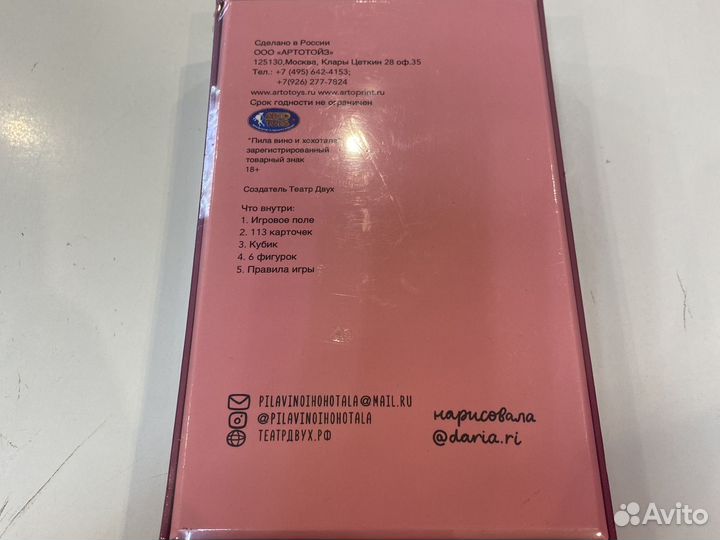 Сделано в России
ООО «АРТОТОЙЗ»
125130,Москва, Клары Цеткин 28 оф.35
Тел.: +7 (495) 642-4153;
+7(926) 277-7824
www.artotoys.ru www.artoprint.ru
Срок годности не ограничен
"Пила вино и хохотала"
зарегистрированный
товарный знак
18+
Создатель Театр Двух
Что внутри:
1. Игровое поле
2. 113 карточек
3. Кубик
4. 6 фигурок
5. Правила игры
PILAVINOIHOHOTALA@MAIL.RU
@PILAVINOIHOHOTALA
ТЕАТРДВУХ.РФ
нарисовала
@daria.ri
Avito